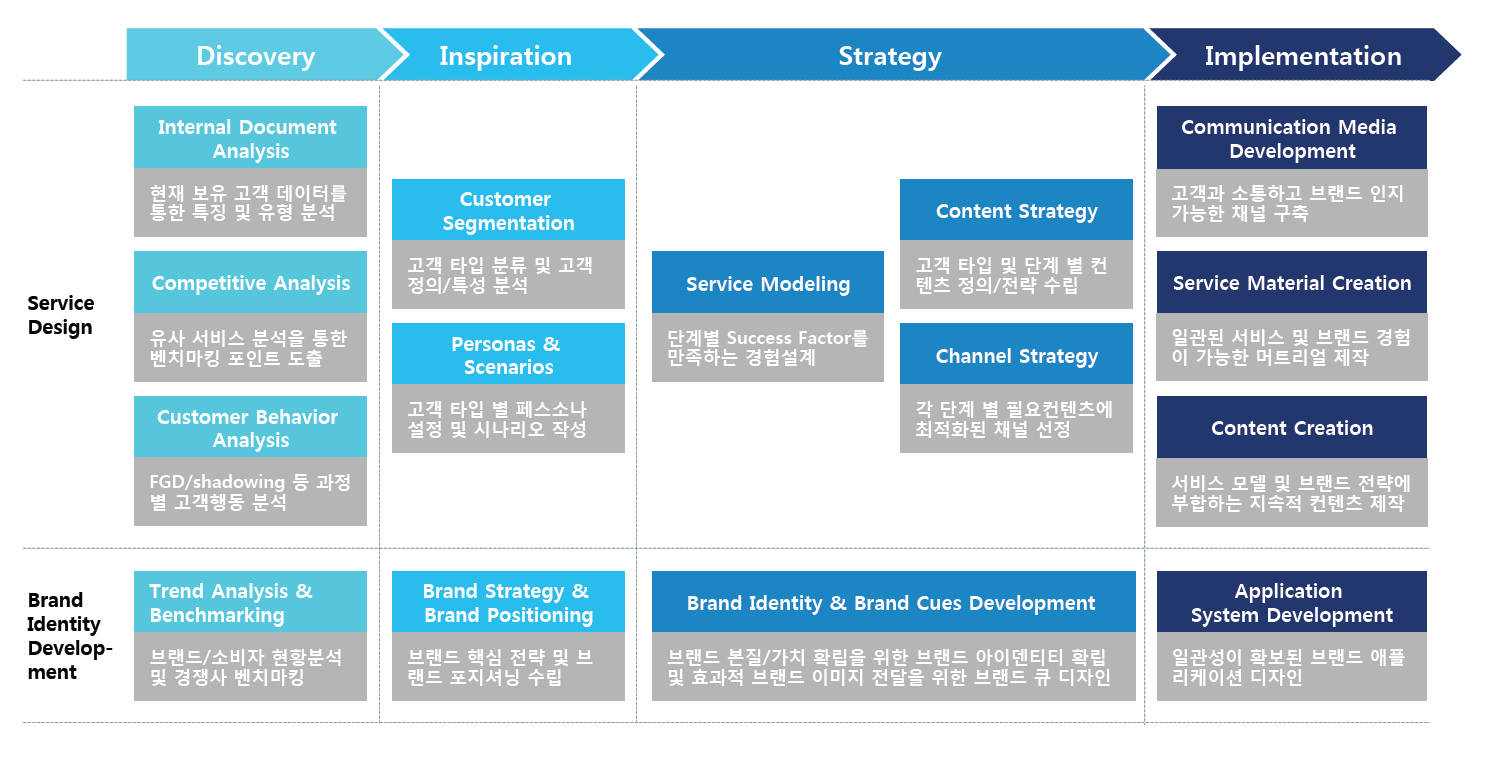 Discovery
Inspiration
Strategy
Implementation
Service
Design
Internal Document
Analysis
현재 보유 고객 데이터를
통한 특징 및 유형 분석
Competitive Analysis
유사 서비스 분석을 통한
벤치마킹 포인트 도출
Customer Behavior
Analysis
FGD/shadowing 등 과정
별 고객행동 분석
Customer
Segmentation
고객 타입 분류 및 고객
정의/특성 분석
Personas &
Scenarios
고객 타입 별 페스소나
설정 및 시나리오 작성
Service Modeling
단계별 Success Factor를
만족하는 경험설계
Content Strategy
고객 타입 및 단계 별 컨
텐츠 정의/전략 수립
Channel Strategy
각 단계 별 필요컨텐츠에
최적화된 채널 선정
Communication Media
Development
고객과 소통하고 브랜드 인지
가능한 채널 구축
Service Material Creation
일관된 서비스 및 브랜드 경험
이 가능한 머트리얼 제작
Content Creation
서비스 모델 및 브랜드 전략에
부합하는 지속적 컨텐츠 제작
Brand
Identity
Develop-
ment
Trend Analysis &
Benchmarking
브랜드/소비자 현황분석
및 경쟁사 벤치마킹
Brand Strategy &
Brand Positioning
브랜드 핵심 전략 및 브
랜드 포지셔닝 수립
Brand Identity & Brand Cues Development
브랜드 본질/가치 확립을 위한 브랜드 아이덴티티 확립
및 효과적 브랜드 이미지 전달을 위한 브랜드 큐 디자인
Application
System Development
일관성이 확보된 브랜드 애플
리케이션 디자인